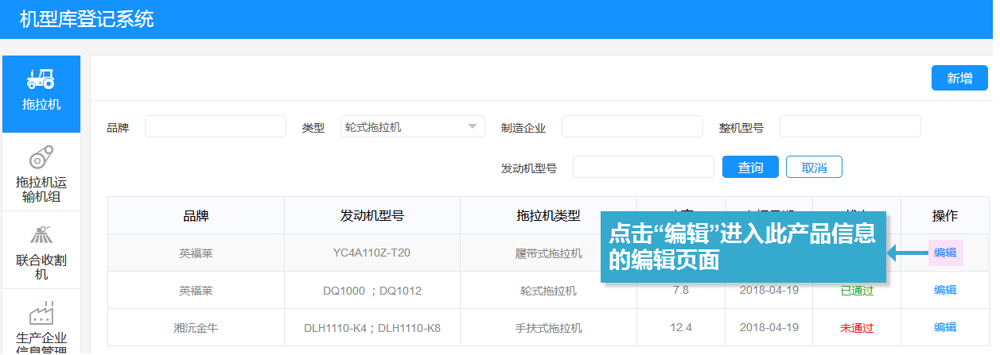 机型库登记系统
新增
拖拉机
拖拉机运
输机组
联合收割
机
生产企业
信息管理
品牌 类型 轮式拖拉机 制造企业 整机型号
发动机型号 查询 取消
品牌 发动机型号 拖拉机类型 操作
英福莱 YC4A110Z-T20 履带式拖拉机 编辑
点击“编辑”进入此产品信息
的编辑页面
英福莱 DQ1000 ；DQ1012 轮式拖拉机 7.8 2018-04-19 已通过 编辑
湘沅金牛 DLH1110-K4；DLH1110-K8 手扶式拖拉机 12.4 2018-04-19 未通过 编辑